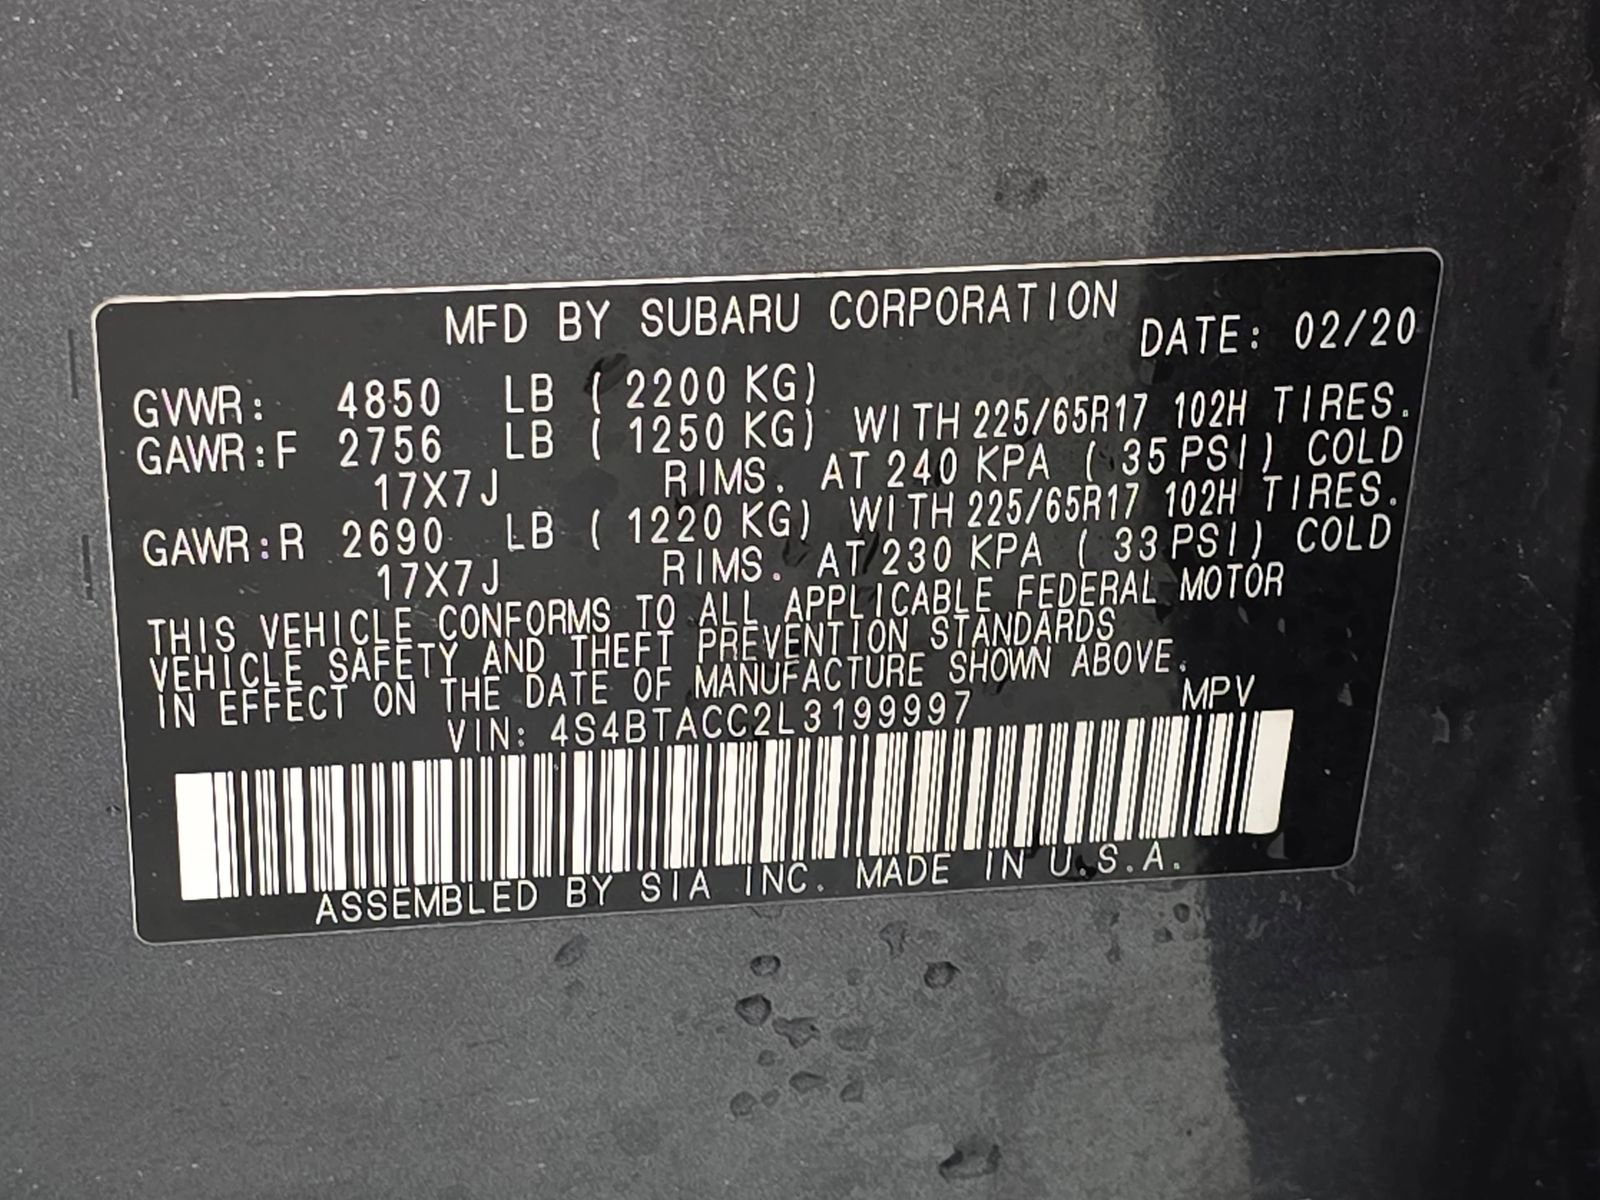 MFD BY SUBARU CORPORATION DATE: 02/20
GVWR: 4850 LB ( 2200 KG)
GAWR:F 2756 LB ( 1250 KG) WITH 225/65R17 102H TIRES.
17X7J RIMS. AT 240 KPA ( 35 PSI) COLD
GAWR:R 2690 LB ( 1220 KG) WITH 225/65R17 102H TIRES.
17X7J RIMS. AT 230 KPA ( 33 PSI) COLD
THIS VEHICLE CONFORMS TO ALL APPLICABLE FEDERAL MOTOR
VEHICLE SAFETY AND THEFT PREVENTION STANDARDS
IN EFFECT ON THE DATE OF MANUFACTURE SHOWN ABOVE.
VIN: 4S4BTACC2L3199997 MPV
ASSEMBLED BY SIA INC. MADE IN U.S.A.